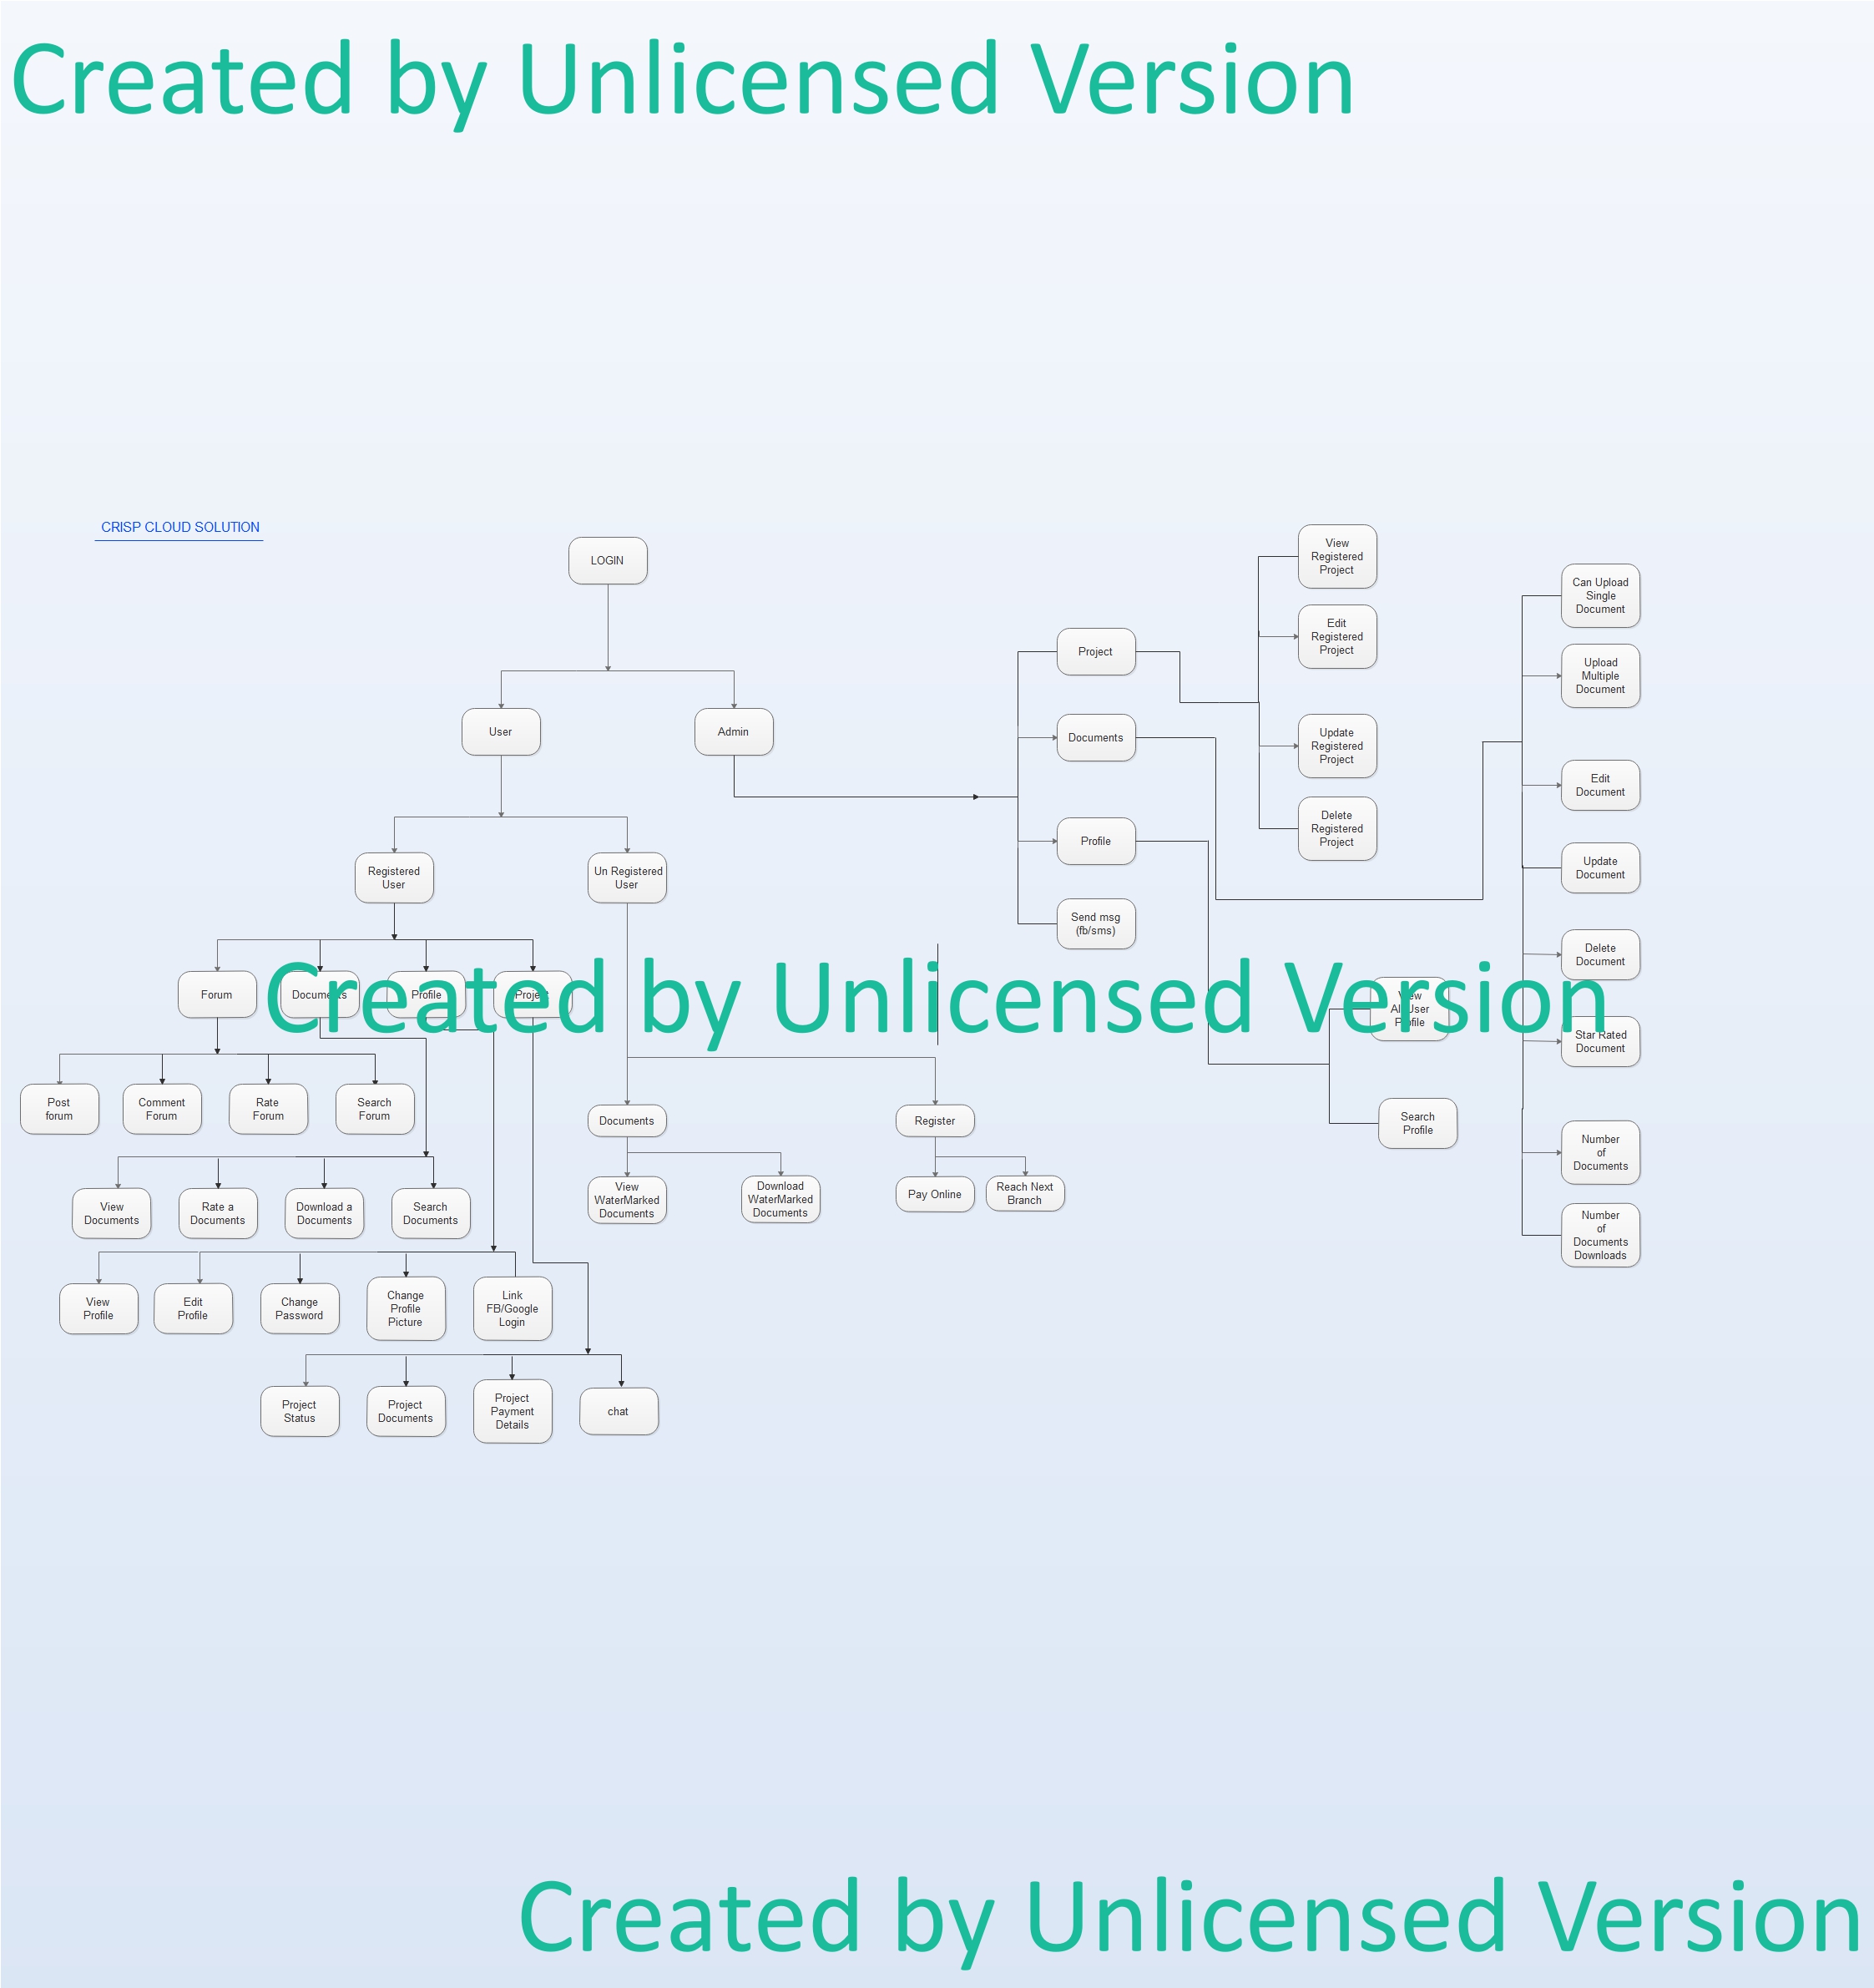 Created by Unlicensed Version
CRISP CLOUD SOLUTION
LOGIN
User
Admin
Registered
User
Un Registered
User
Forum
Documents
Profile
Project
Created by Unlicensed Version
Post
forum
Comment
Forum
Rate
Forum
Search
Forum
View
Documents
Rate a
Documents
Download a
Documents
Search
Documents
View
Profile
Edit
Profile
Change
Password
Change
Profile
Picture
Link
FB/Google
Login
Project
Status
Project
Documents
Project
Payment
Details
chat
Documents
Register
View
WaterMarked
Documents
Download
WaterMarked
Documents
Pay Online
Reach Next
Branch
Project
Documents
Profile
Send msg
(fb/sms)
View
Registered
Project
Edit
Registered
Project
Update
Registered
Project
Delete
Registered
Project
View
All User
Profile
Search
Profile
Can Upload
Single
Document
Upload
Multiple
Document
Edit
Document
Update
Document
Delete
Document
Star Rated
Document
Number
of
Documents
Number
of
Documents
Downloads
Created by Unlicensed Version